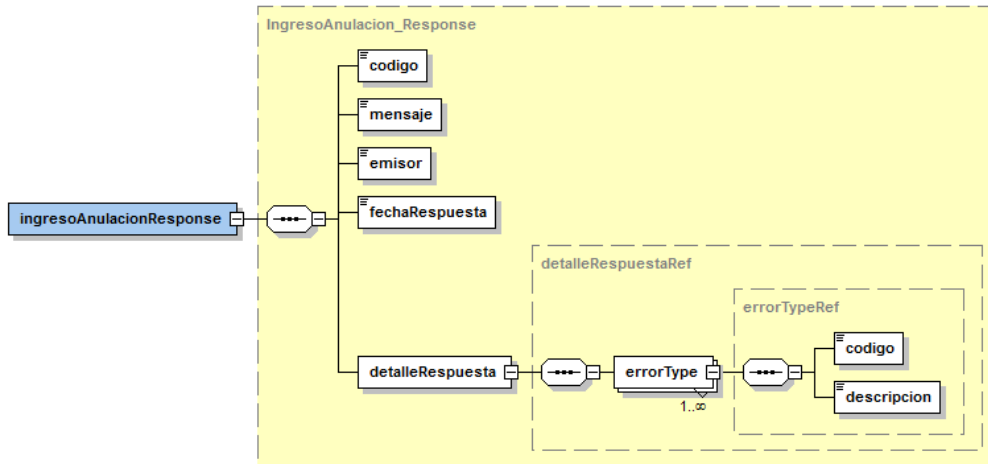 IngresoAnulacion_Response
codigo
mensaje
emisor
fechaRespuesta
ingresoAnulacionResponse
detalleRespuestaRef
errorTypeRef
codigo
detalleRespuesta
errorType
descripcion
1..∞